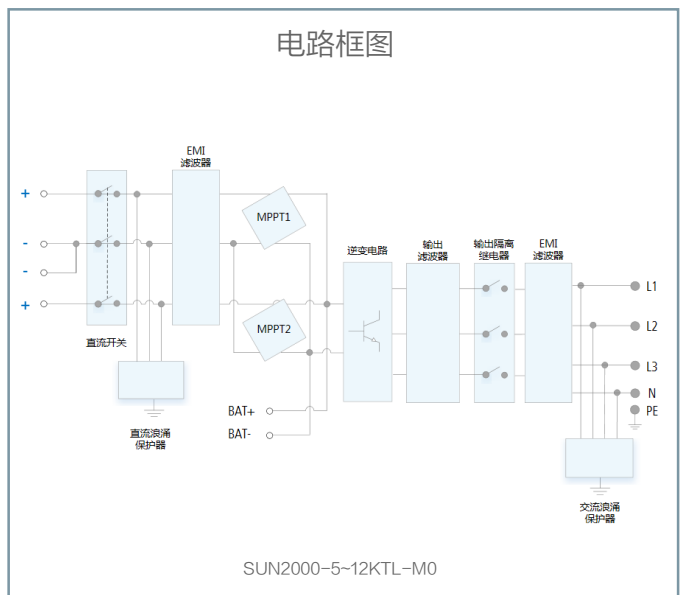 电路框图
EMI
滤波器
+
-
-
+
MPPT1
MPPT2
直流开关
直流浪涌
保护器
BAT+
BAT-
逆变电路
输出
滤波器
输出隔离
继电器
EMI
滤波器
L1
L2
L3
N
PE
交流浪涌
保护器
SUN2000-5~12KTL-M0